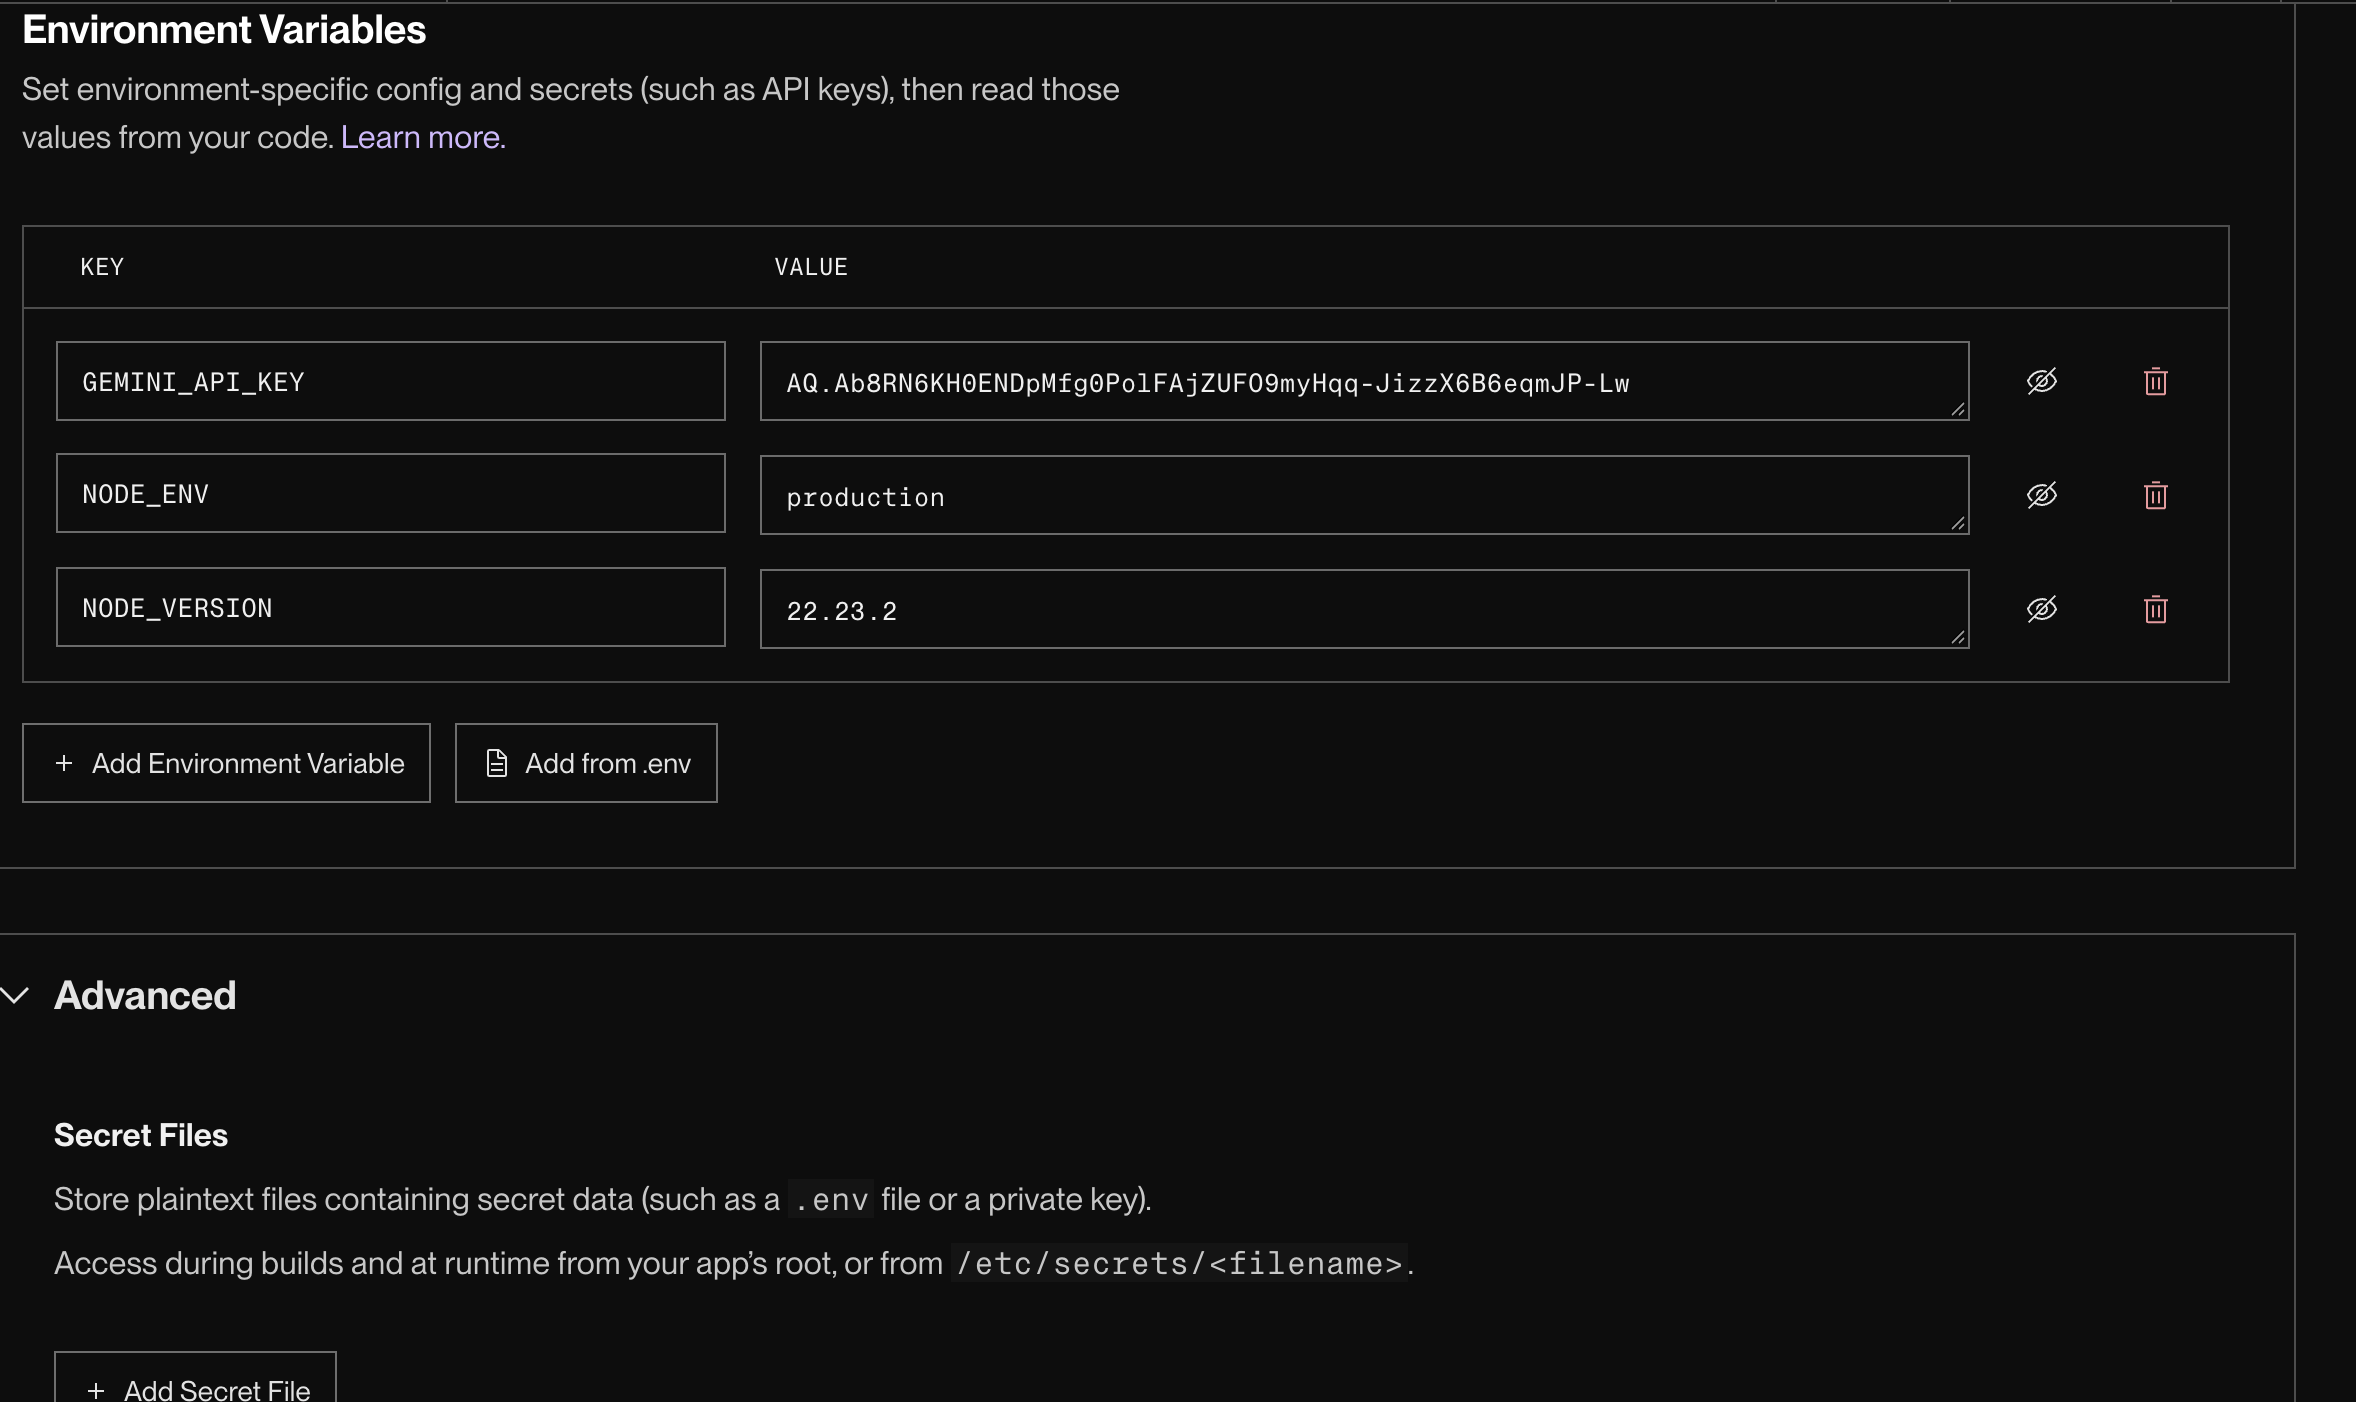 Environment Variables
Set environment-specific config and secrets (such as API keys), then read those
values from your code. Learn more.
KEY VALUE
GEMINI_API_KEY AQ.Ab8RN6KH0ENDpMfg0PolFAjZUFO9myHqq-JizzX6B6eqmJP-Lw
NODE_ENV production
NODE_VERSION 22.23.2
+ Add Environment Variable Add from .env
Advanced
Secret Files
Store plaintext files containing secret data (such as a .env file or a private key).
Access during builds and at runtime from your app’s root, or from /etc/secrets/<filename>.
+ Add Secret File